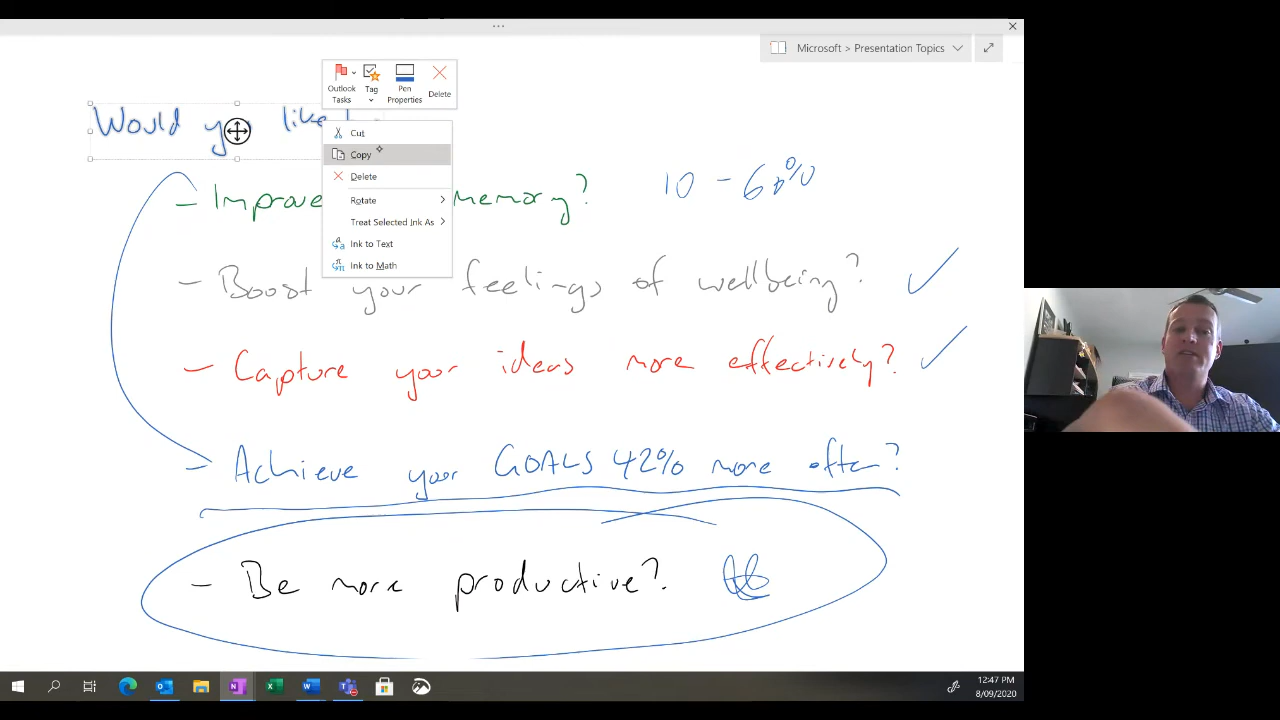 Microsoft > Presentation Topics
Outlook Tasks
Tag
Pen Properties
Delete
Would like
Cut
Copy
Delete
Rotate
Treat Selected Ink As
Ink to Text
Ink to Math
- Improve memory? 10 -
- Boost your feelings of wellbeing?
- Capture your ideas more effectively?
- Achieve your GOALS 42% more often?
- Be more productive?
12:47 PM
8/09/2020